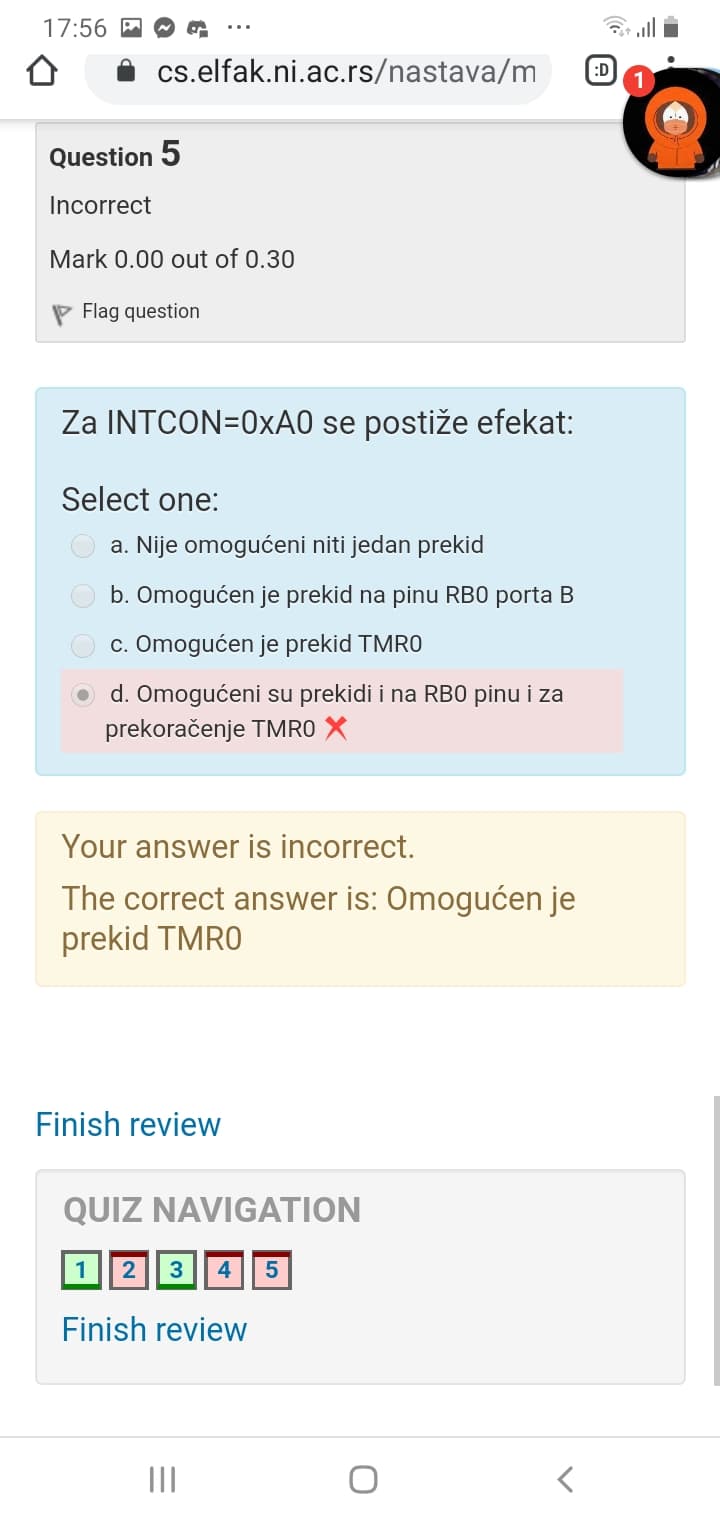 17:56
cs.elfak.ni.ac.rs/nastava/m
:D
1
Question 5
Incorrect
Mark 0.00 out of 0.30
Flag question
Za INTCON=0xA0 se postiže efekat:
Select one:
a. Nije omogućeni niti jedan prekid
b. Omogućen je prekid na pinu RB0 porta B
c. Omogućen je prekid TMR0
d. Omogućeni su prekidi i na RB0 pinu i za
prekoračenje TMR0
Your answer is incorrect.
The correct answer is: Omogućen je
prekid TMR0
Finish review
QUIZ NAVIGATION
1 2 3 4 5
Finish review